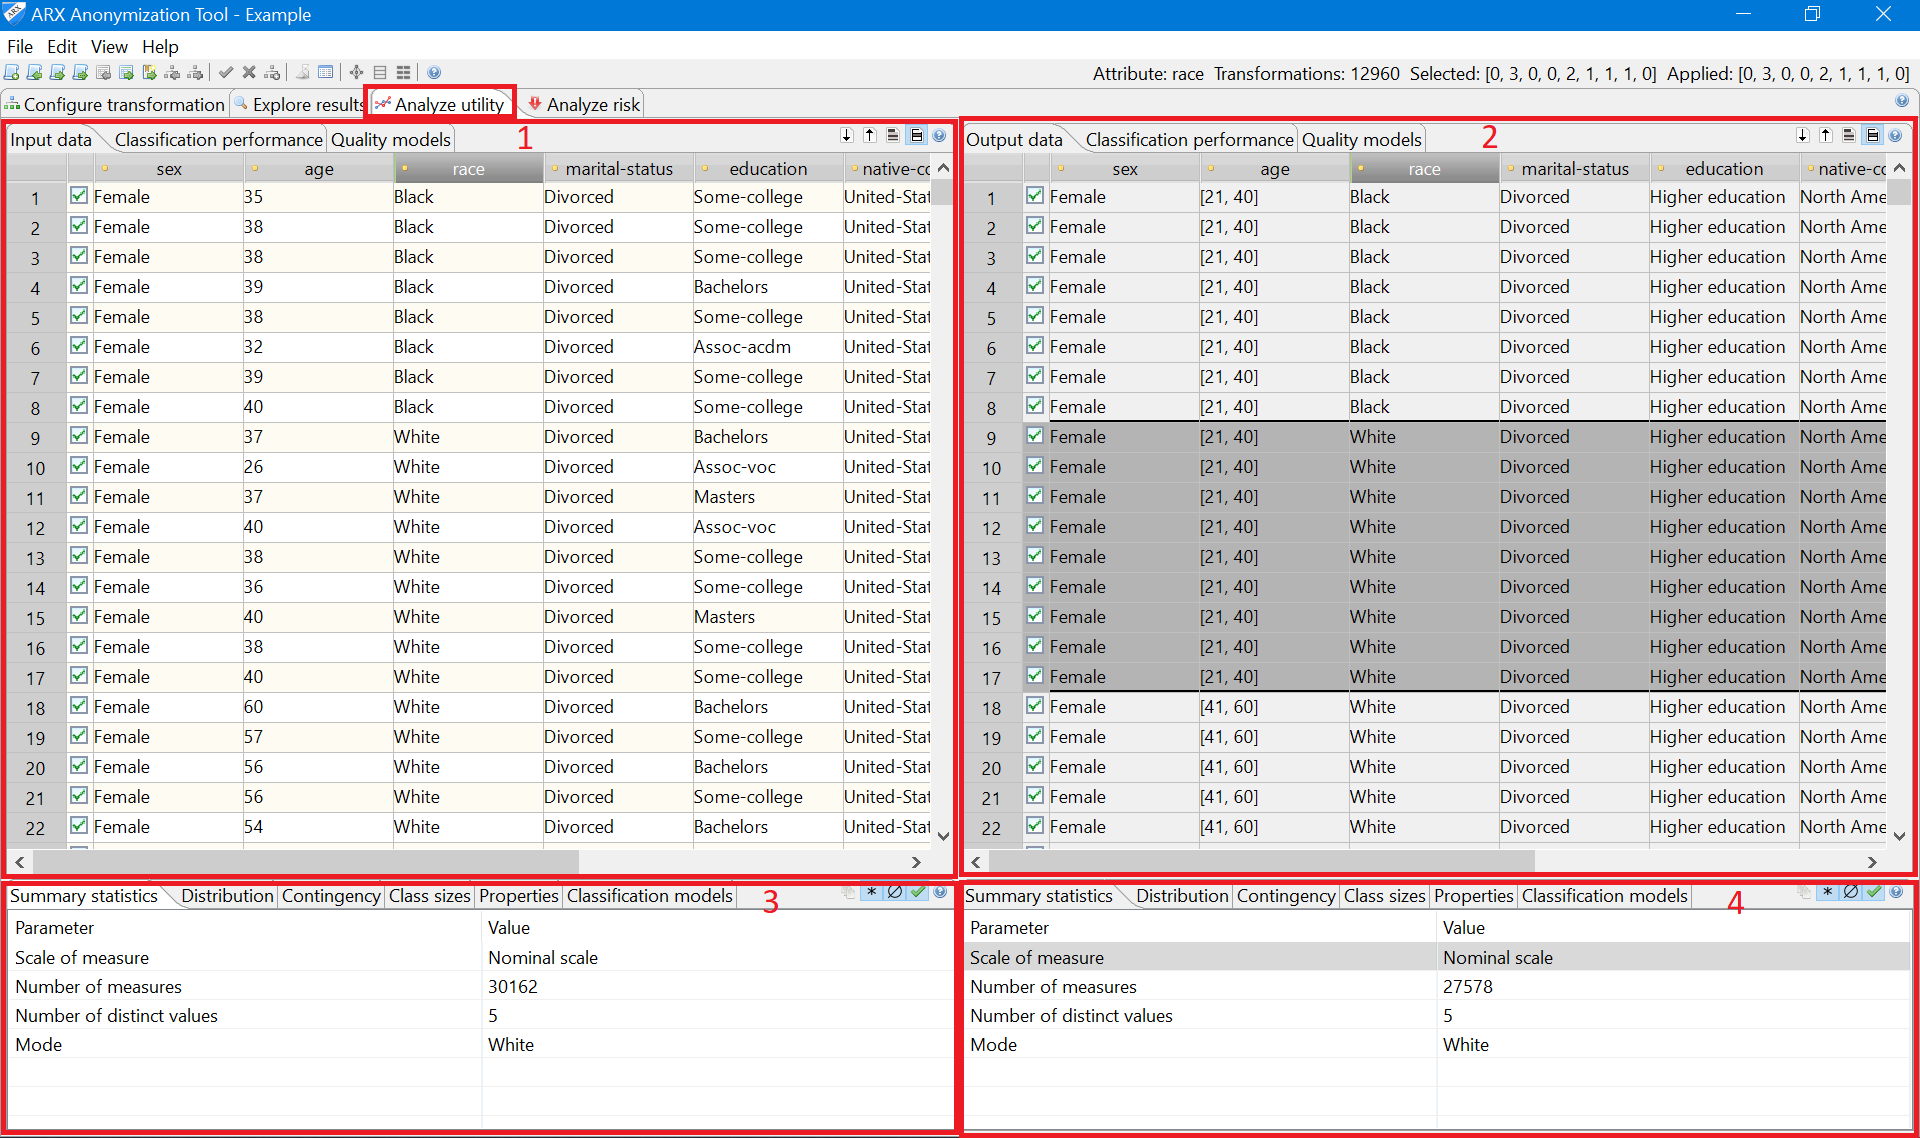 ARX Anonymization Tool - Example
File Edit View Help
Attribute: race Transformations: 12960 Selected: [0, 3, 0, 0, 2, 1, 1, 1, 0] Applied: [0, 3, 0, 0, 2, 1, 1, 1, 0]
Configure transformation Explore results Analyze utility Analyze risk
Input data Classification performance Quality models 1
sex age race marital-status education native-co
1 Female 35 Black Divorced Some-college United-Stat
2 Female 38 Black Divorced Some-college United-Stat
3 Female 38 Black Divorced Some-college United-Stat
4 Female 39 Black Divorced Bachelors United-Stat
5 Female 38 Black Divorced Some-college United-Stat
6 Female 32 Black Divorced Assoc-acdm United-Stat
7 Female 39 Black Divorced Some-college United-Stat
8 Female 40 Black Divorced Some-college United-Stat
9 Female 37 White Divorced Bachelors United-Stat
10 Female 26 White Divorced Assoc-voc United-Stat
11 Female 37 White Divorced Masters United-Stat
12 Female 40 White Divorced Assoc-voc United-Stat
13 Female 38 White Divorced Some-college United-Stat
14 Female 36 White Divorced Some-college United-Stat
15 Female 40 White Divorced Masters United-Stat
16 Female 38 White Divorced Some-college United-Stat
17 Female 40 White Divorced Some-college United-Stat
18 Female 60 White Divorced Bachelors United-Stat
19 Female 57 White Divorced Some-college United-Stat
20 Female 56 White Divorced Bachelors United-Stat
21 Female 56 White Divorced Some-college United-Stat
22 Female 54 White Divorced Bachelors United-Stat
Output data Classification performance Quality models 2
sex age race marital-status education native-co
1 Female [21, 40] Black Divorced Higher education North Ame
2 Female [21, 40] Black Divorced Higher education North Ame
3 Female [21, 40] Black Divorced Higher education North Ame
4 Female [21, 40] Black Divorced Higher education North Ame
5 Female [21, 40] Black Divorced Higher education North Ame
6 Female [21, 40] Black Divorced Higher education North Ame
7 Female [21, 40] Black Divorced Higher education North Ame
8 Female [21, 40] Black Divorced Higher education North Ame
9 Female [21, 40] White Divorced Higher education North Ame
10 Female [21, 40] White Divorced Higher education North Ame
11 Female [21, 40] White Divorced Higher education North Ame
12 Female [21, 40] White Divorced Higher education North Ame
13 Female [21, 40] White Divorced Higher education North Ame
14 Female [21, 40] White Divorced Higher education North Ame
15 Female [21, 40] White Divorced Higher education North Ame
16 Female [21, 40] White Divorced Higher education North Ame
17 Female [21, 40] White Divorced Higher education North Ame
18 Female [41, 60] White Divorced Higher education North Ame
19 Female [41, 60] White Divorced Higher education North Ame
20 Female [41, 60] White Divorced Higher education North Ame
21 Female [41, 60] White Divorced Higher education North Ame
22 Female [41, 60] White Divorced Higher education North Ame
Summary statistics Distribution Contingency Class sizes Properties Classification models 3
Parameter Value
Scale of measure Nominal scale
Number of measures 30162
Number of distinct values 5
Mode White
Summary statistics Distribution Contingency Class sizes Properties Classification models 4
Parameter Value
Scale of measure Nominal scale
Number of measures 27578
Number of distinct values 5
Mode White